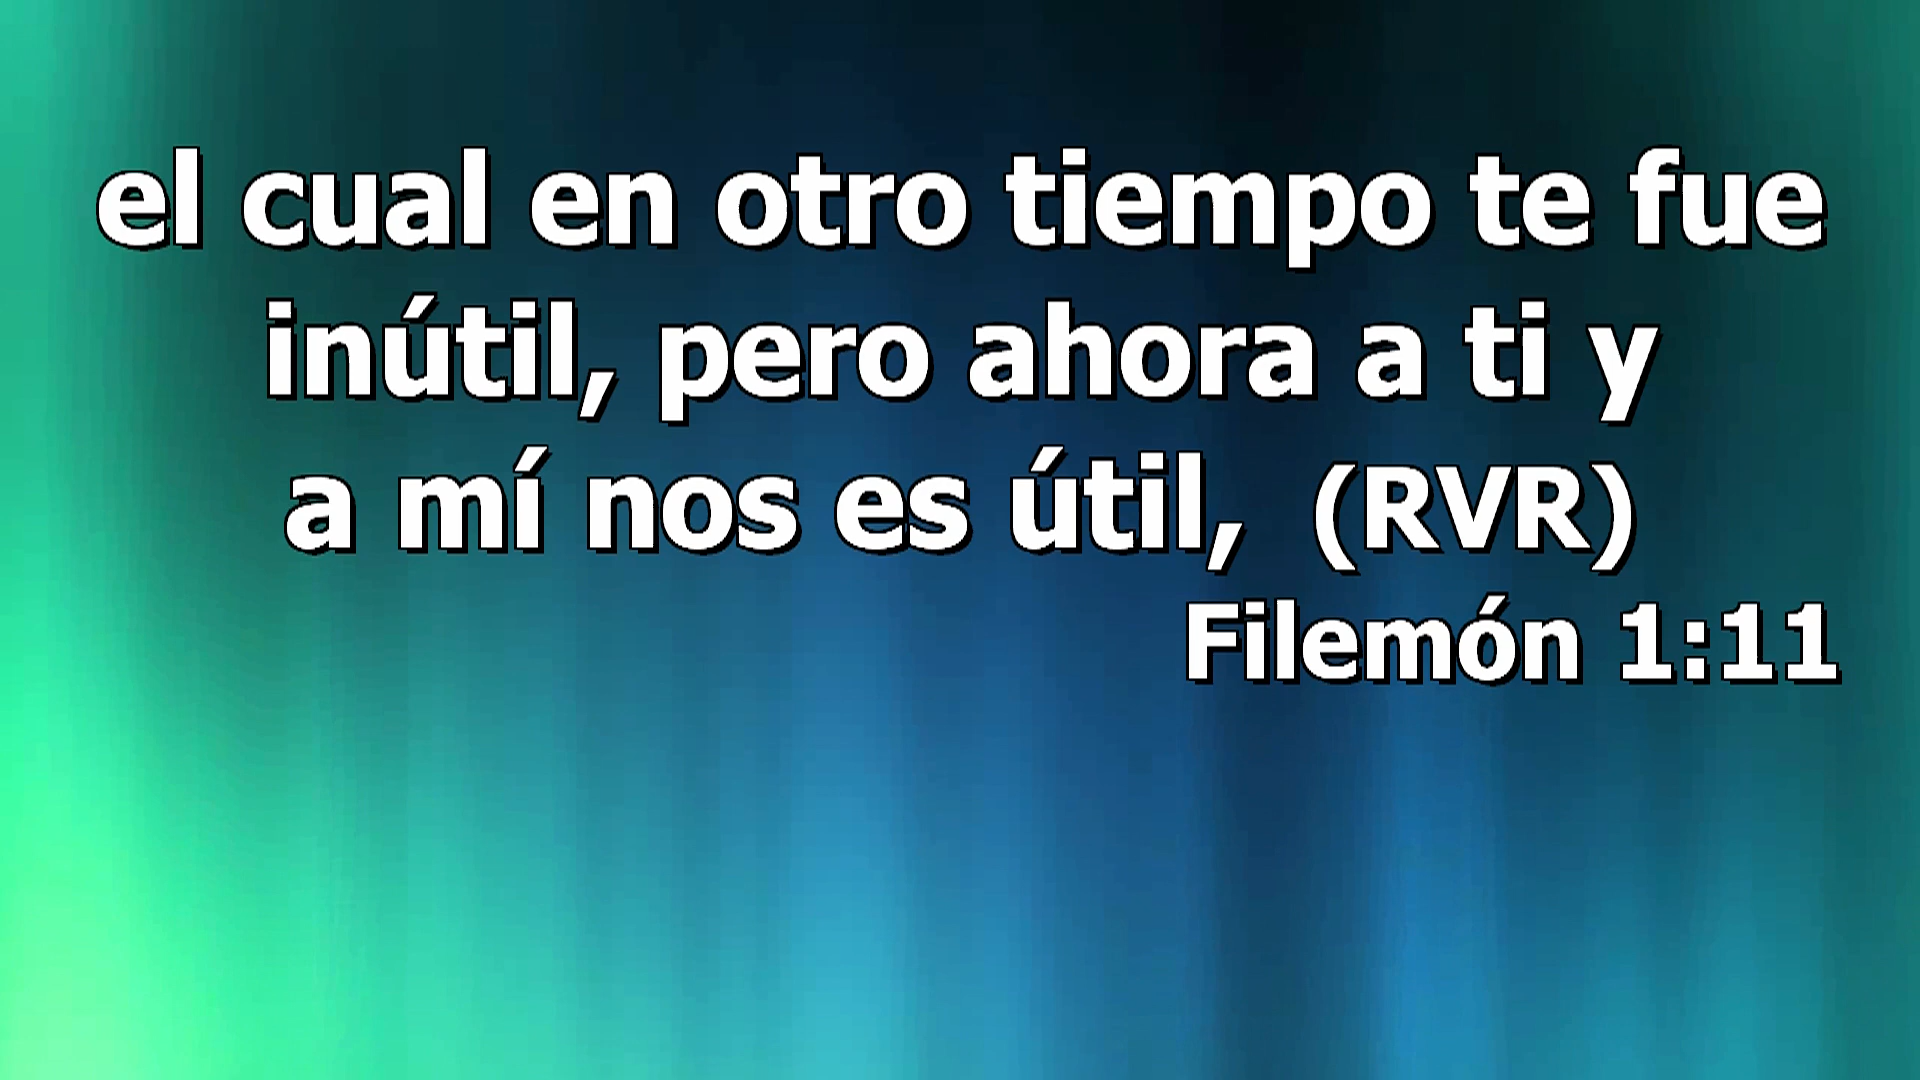 el cual en otro tiempo te fue
inútil, pero ahora a ti y
a mí nos es útil, (RVR)
Filemón 1:11